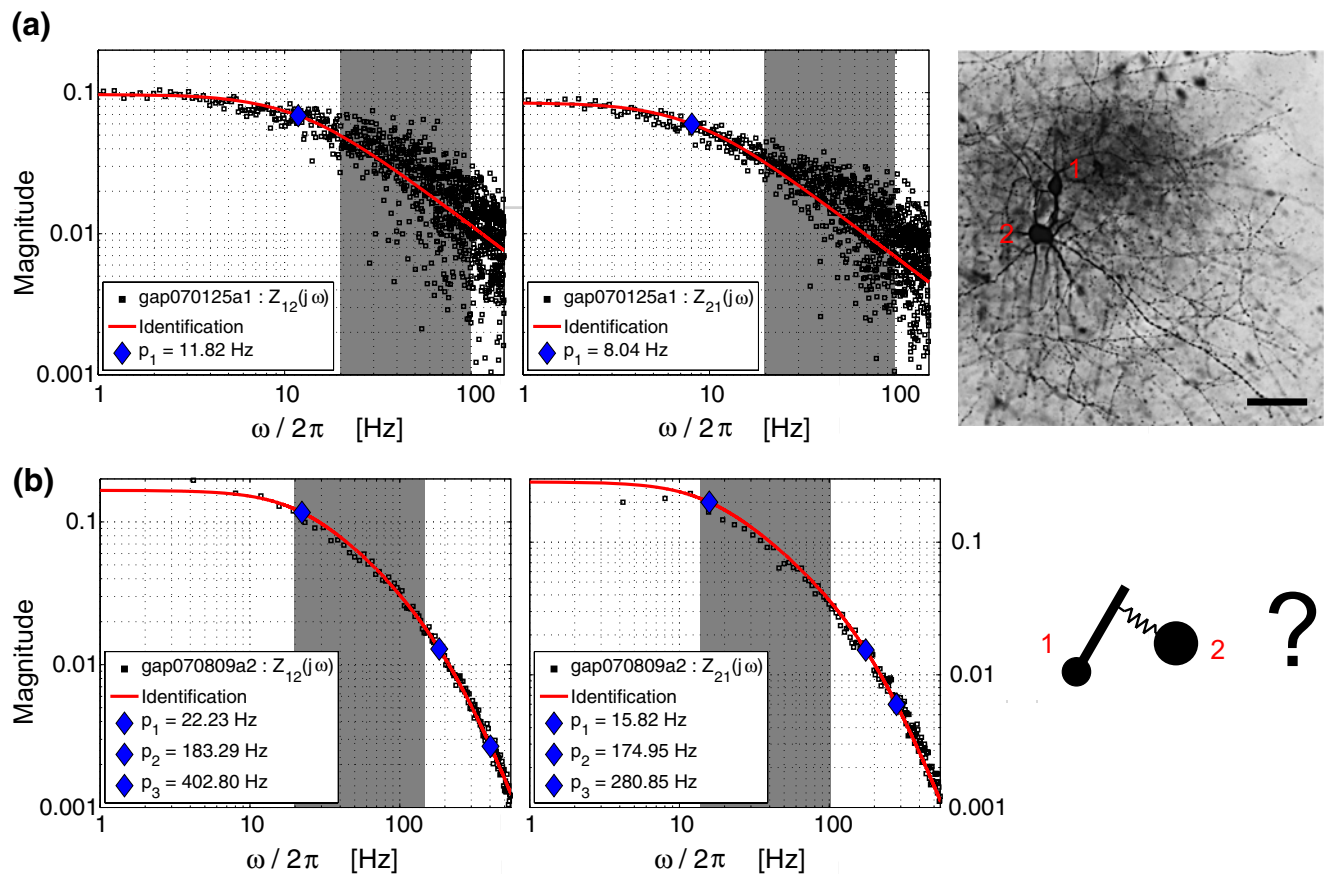 (a)
Magnitude
0.1
0.01
0.001
gap070125a1 : Z12(jω)
Identification
p1 = 11.82 Hz
1
10
100
ω / 2π [Hz]
gap070125a1 : Z21(jω)
Identification
p1 = 8.04 Hz
1
10
100
ω / 2π [Hz]
1
2
(b)
Magnitude
0.1
0.01
0.001
gap070809a2 : Z12(jω)
Identification
p1 = 22.23 Hz
p2 = 183.29 Hz
p3 = 402.80 Hz
1
10
100
ω / 2π [Hz]
gap070809a2 : Z21(jω)
Identification
p1 = 15.82 Hz
p2 = 174.95 Hz
p3 = 280.85 Hz
1
10
100
ω / 2π [Hz]
0.1
0.01
0.001
1
2
?